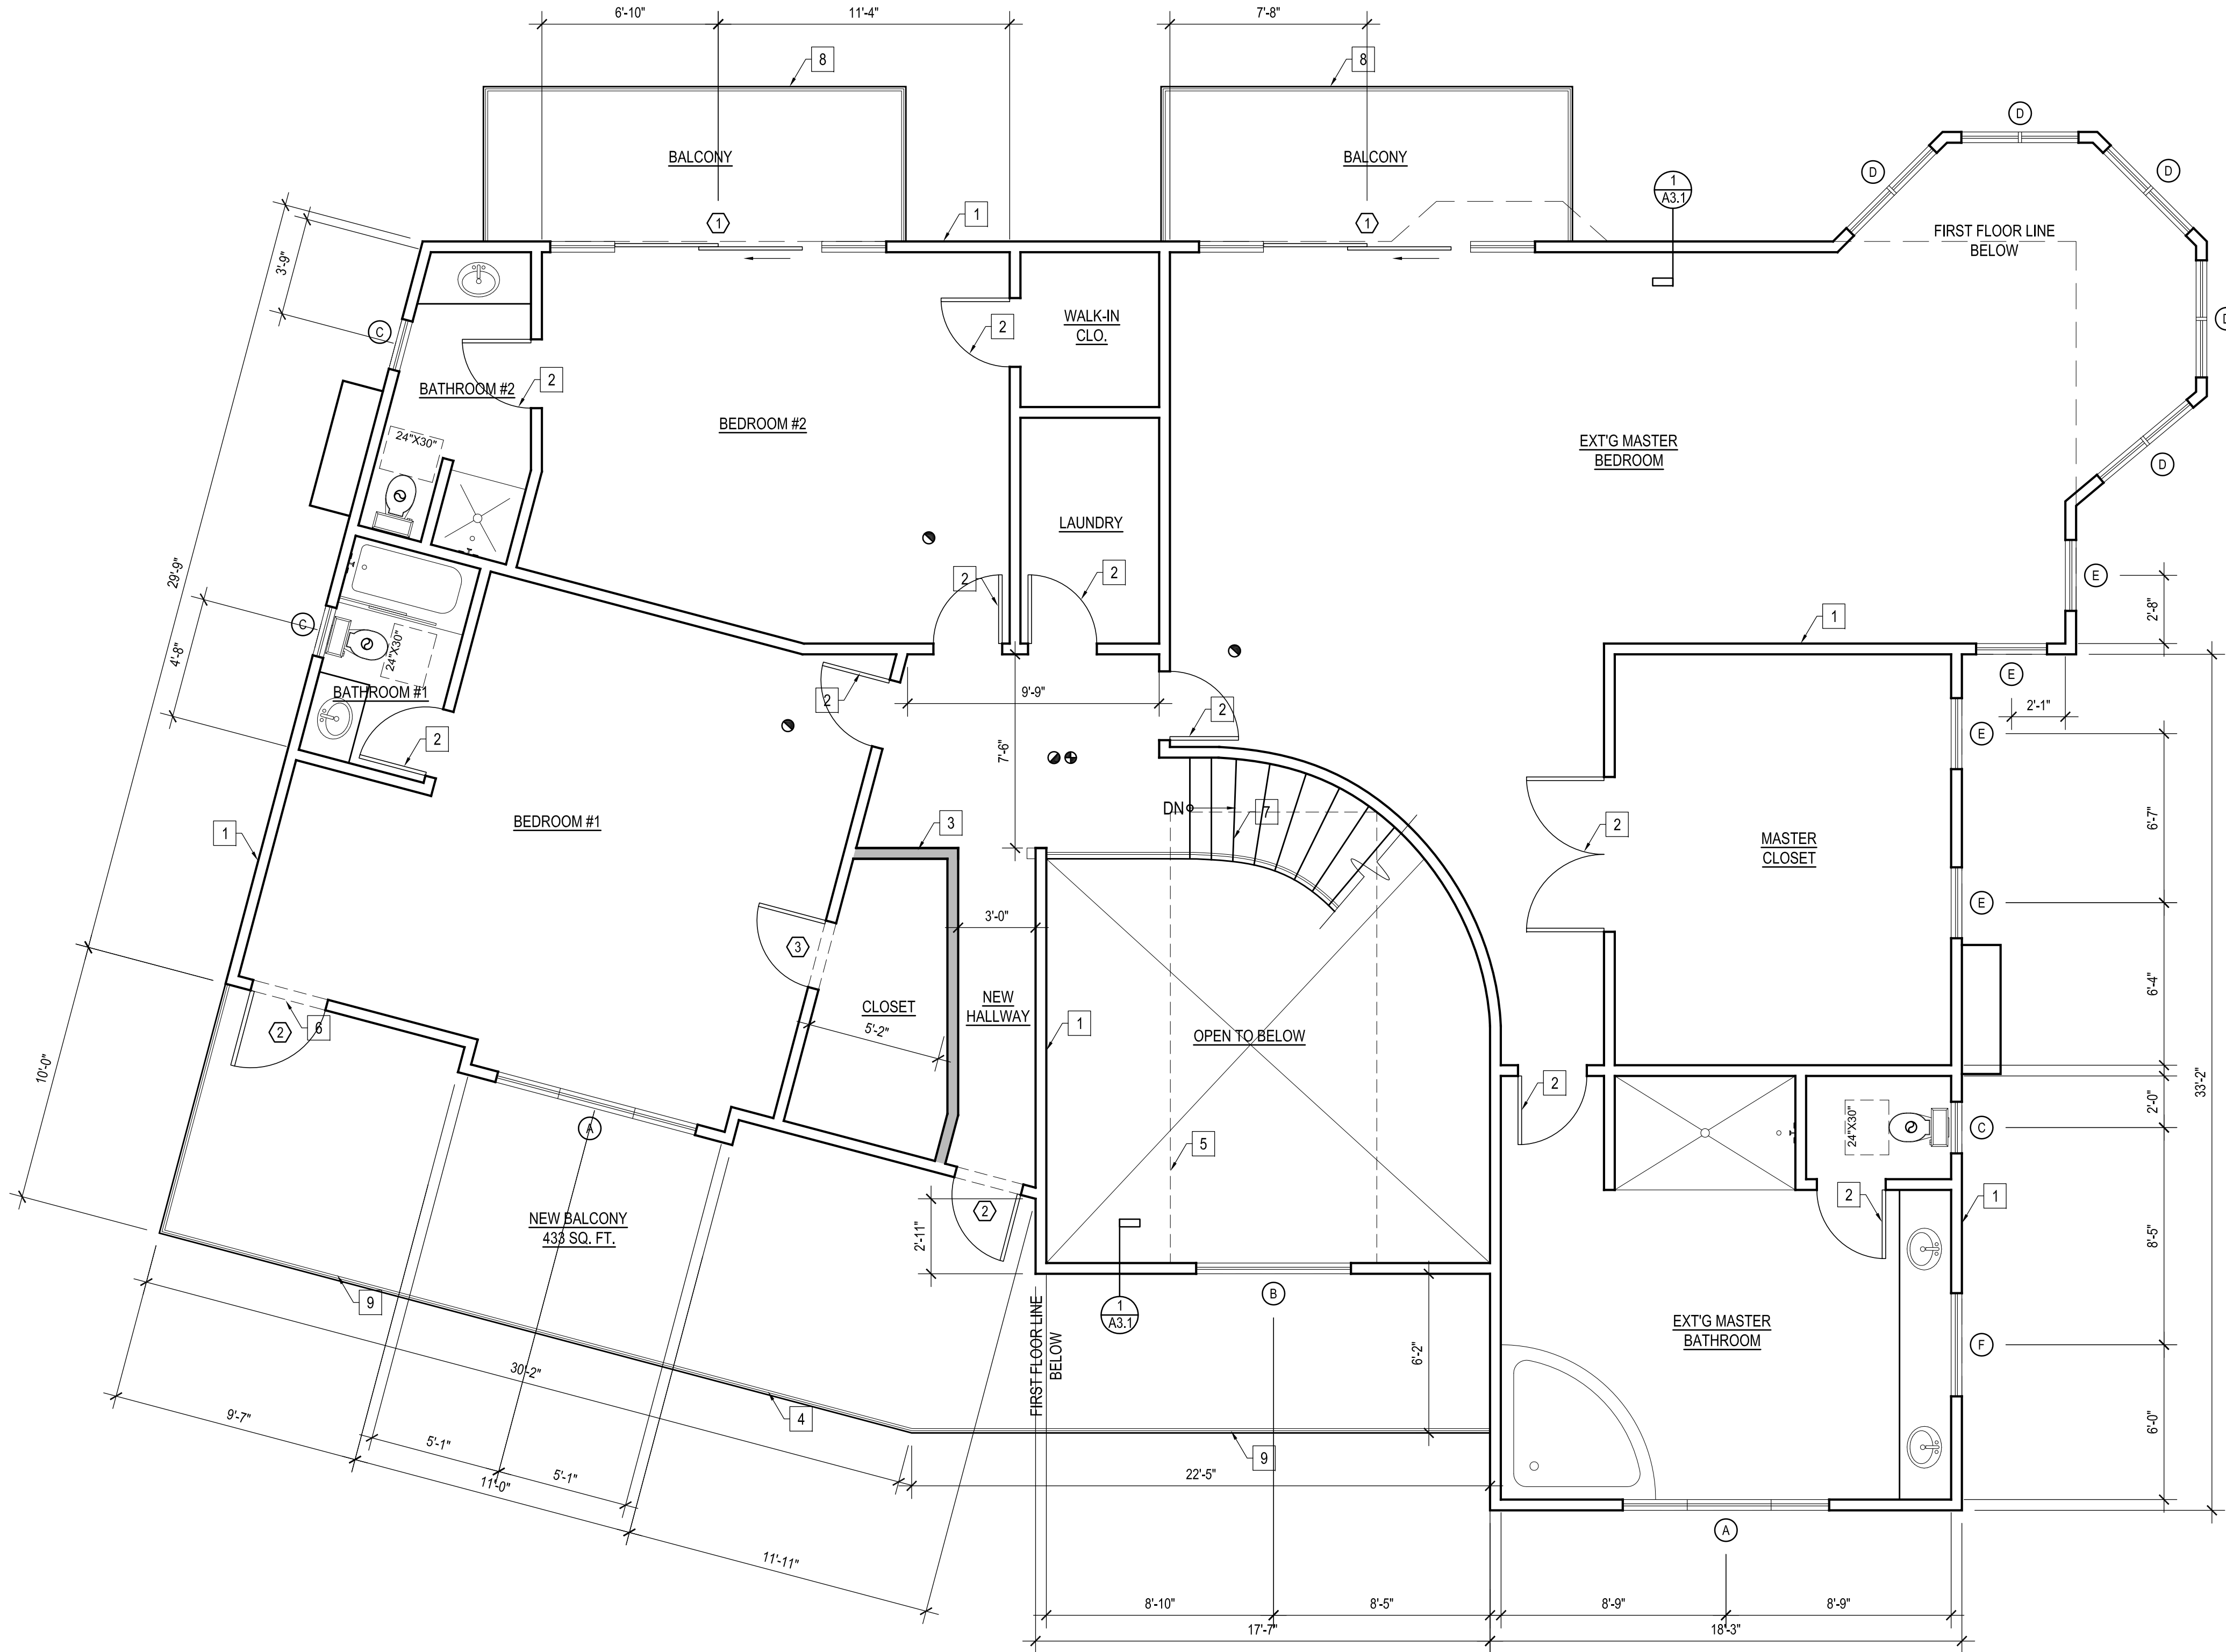 6'-10"
11'-4"
7'-8"
8
8
BALCONY
BALCONY
1
1
1
1
A3.1
D
D
D
D
D
FIRST FLOOR LINE
BELOW
3'-9"
C
BATHROOM #2
2
24"X30"
BEDROOM #2
2
WALK-IN
CLO.
EXT'G MASTER
BEDROOM
LAUNDRY
2
2
29'-9"
4'-8"
C
24"X30"
BATHROOM #1
2
2
9'-9"
7'-6"
2
1
E
2'-8"
E
2'-1"
E
6'-7"
E
6'-4"
33'-2"
BEDROOM #1
1
3
DN
7
2
MASTER
CLOSET
3
3'-0"
CLOSET
5'-2"
NEW
HALLWAY
1
OPEN TO BELOW
2
6
10'-0"
A
5
2
24"X30"
C
2'-0"
2
1
8'-5"
NEW BALCONY
433 SQ. FT.
2
2'-11"
9
FIRST FLOOR LINE
BELOW
1
A3.1
B
6'-2"
EXT'G MASTER
BATHROOM
F
6'-0"
30'-2"
4
9
9'-7"
5'-1"
5'-1"
11'-0"
22'-5"
11'-11"
A
8'-10"
8'-5"
8'-9"
8'-9"
17'-7"
18'-3"